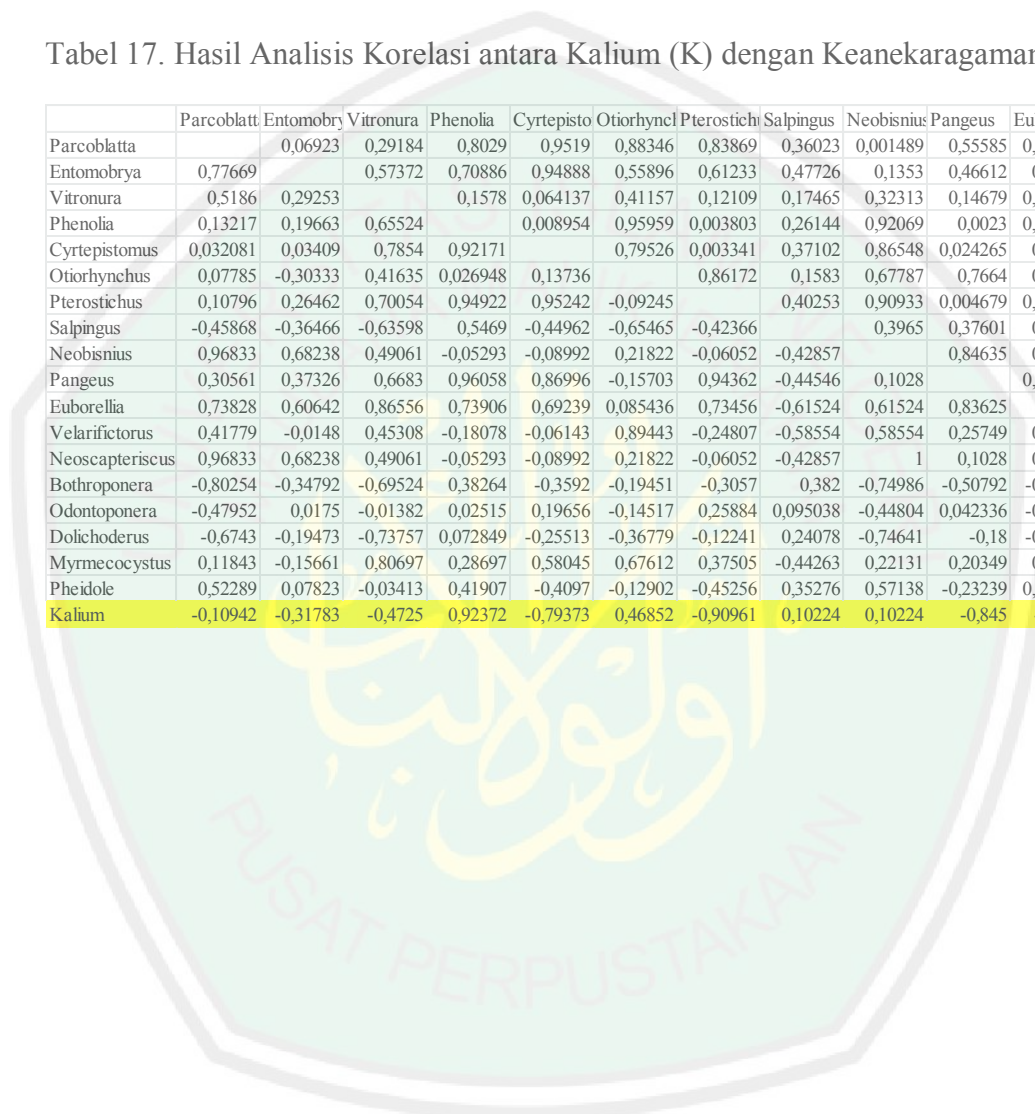 Tabel 17. Hasil Analisis Korelasi antara Kalium (K) dengan Keanekaragaman
Parcoblatt Entomobry Vitronura Phenolia Cyrtepisto Otiorhyncl Pterostich Salpingus Neobisnius Pangeus Eu
Parcoblatta 0,06923 0,29184 0,8029 0,9519 0,88346 0,83869 0,36023 0,001489 0,55585 0,
Entomobrya 0,77669 0,57372 0,70886 0,94888 0,55896 0,61233 0,47726 0,1353 0,46612
Vitronura 0,5186 0,29253 0,1578 0,064137 0,41157 0,12109 0,17465 0,32313 0,14679 0,
Phenolia 0,13217 0,19663 0,65524 0,008954 0,95959 0,003803 0,26144 0,92069 0,0023 0,
Cyrtepistomus 0,032081 0,03409 0,7854 0,92171 0,79526 0,003341 0,37102 0,86548 0,024265
Otiorhynchus 0,07785 -0,30333 0,41635 0,026948 0,13736 0,86172 0,1583 0,67787 0,7664
Pterostichus 0,10796 0,26462 0,70054 0,94922 0,95242 -0,09245 0,40253 0,90933 0,004679 0,
Salpingus -0,45868 -0,36466 -0,63598 0,5469 -0,44962 -0,65465 -0,42366 0,3965 0,37601
Neobisnius 0,96833 0,68238 0,49061 -0,05293 -0,08992 0,21822 -0,06052 -0,42857 0,84635
Pangeus 0,30561 0,37326 0,6683 0,96058 0,86996 -0,15703 0,94362 -0,44546 0,1028 0,
Euborellia 0,73828 0,60642 0,86556 0,73906 0,69239 0,085436 0,73456 -0,61524 0,61524 0,83625
Velarifictorus 0,41779 -0,0148 0,45308 -0,18078 -0,06143 0,89443 -0,24807 -0,58554 0,58554 0,25749
Neoscapteriscus 0,96833 0,68238 0,49061 -0,05293 -0,08992 0,21822 -0,06052 -0,42857 1 0,1028
Bothroponera -0,80254 -0,34792 -0,69524 0,38264 -0,3592 -0,19451 -0,3057 0,382 -0,74986 -0,50792
Odontoponera -0,47952 0,0175 -0,01382 0,02515 0,19656 -0,14517 0,25884 0,095038 -0,44804 0,042336
Dolichoderus -0,6743 -0,19473 -0,73757 0,072849 -0,25513 -0,36779 -0,12241 0,24078 -0,74641 -0,18
Myrmecocystus 0,11843 -0,15661 0,80697 0,28697 0,58045 0,67612 0,37505 -0,44263 0,22131 0,20349
Pheidole 0,52289 0,07823 -0,03413 0,41907 -0,4097 -0,12902 -0,45256 0,35276 0,57138 -0,23239 0,
Kalium -0,10942 -0,31783 -0,4725 0,92372 -0,79373 0,46852 -0,90961 0,10224 0,10224 -0,845
PUSAT PERPUSTAKAAN